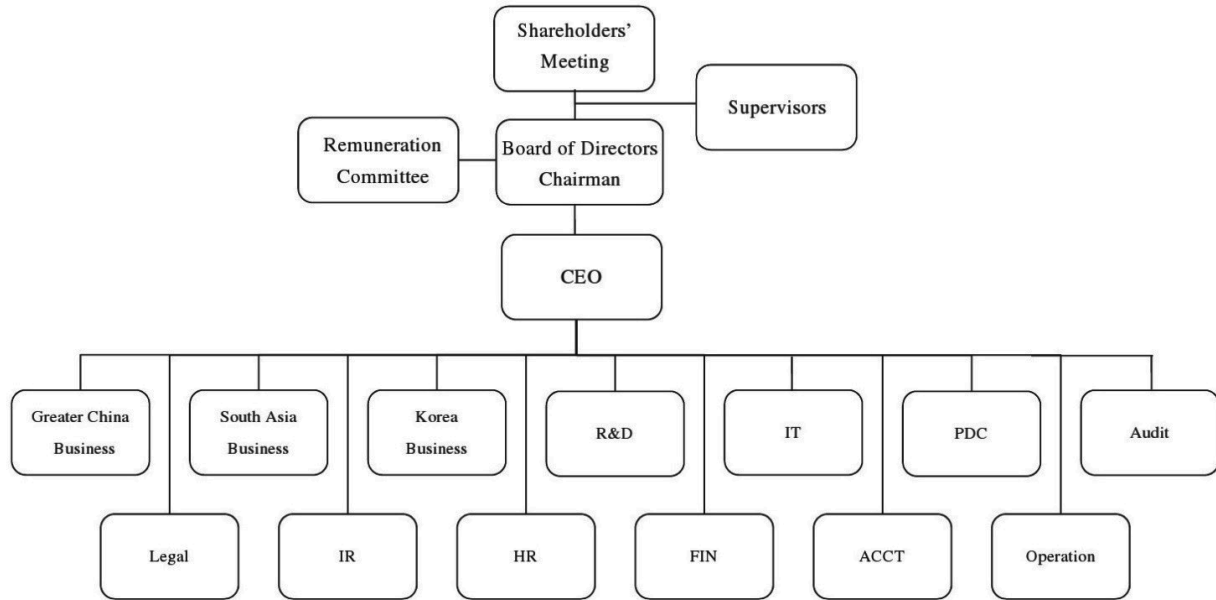 Shareholders’
Meeting
Supervisors
Remuneration
Committee
Board of Directors
Chairman
CEO
Greater China
Business
South Asia
Business
Korea
Business
R&D
IT
PDC
Audit
Legal
IR
HR
FIN
ACCT
Operation